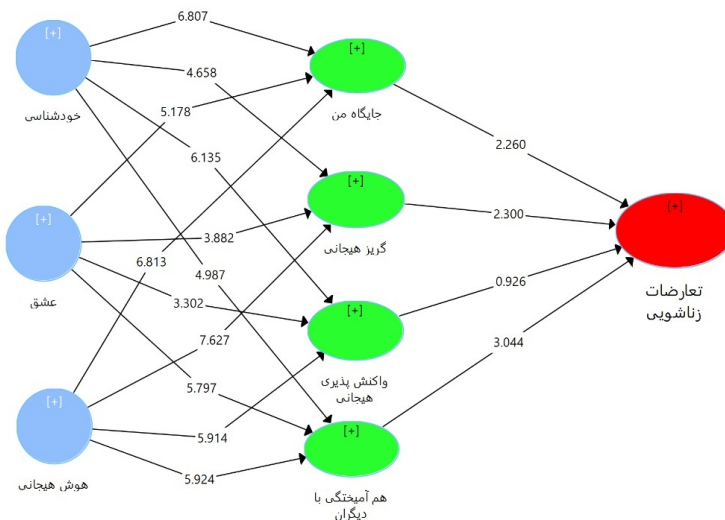 [+]
6.807
[+]
خودشناسی
4.658
جایگاه من
5.178
6.135
2.260
[+]
[+]
2.300
[+]
3.882
گریز هیجانی
عشق
6.813
4.987
0.926
تعارضات
زناشویی
3.302
[+]
7.627
3.044
واکنش پذیری
هیجانی
5.797
[+]
5.914
[+]
5.924
هوش هیجانی
هم آمیختگی با
دیگران